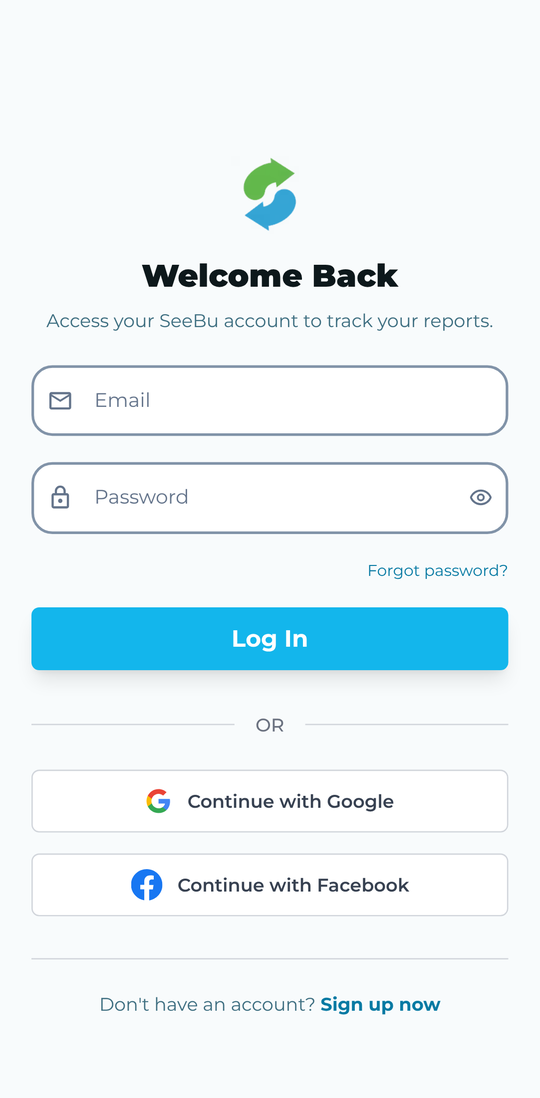 Welcome Back
Access your SeeBu account to track your reports.
Email
Password
Forgot password?
Log In
OR
Continue with Google
Continue with Facebook
Don't have an account? Sign up now